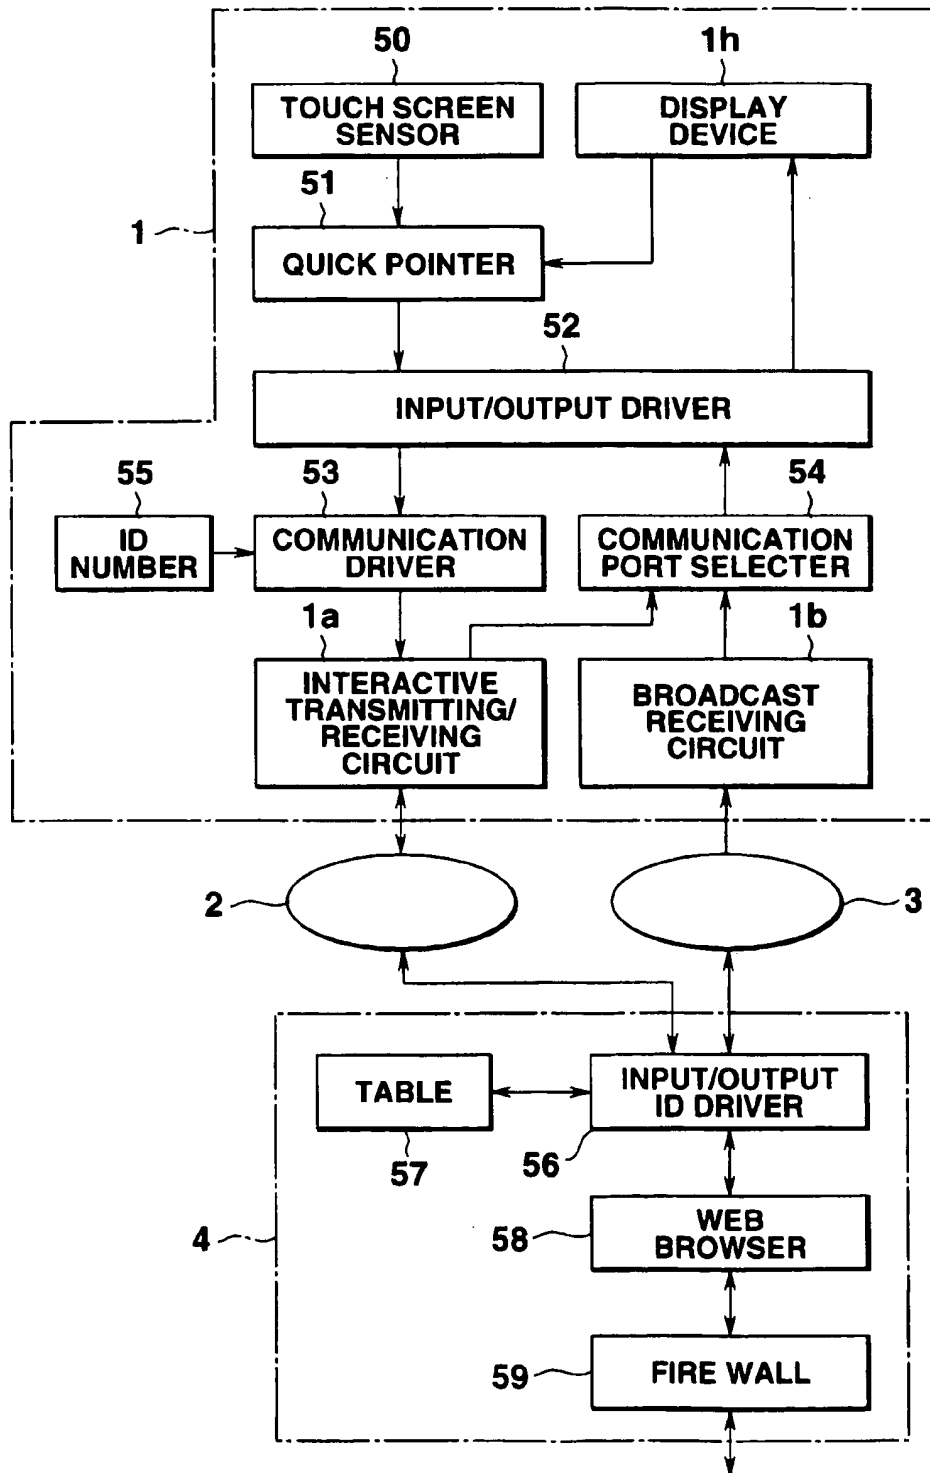 50
1h
TOUCH SCREEN
SENSOR
DISPLAY
DEVICE
51
1
QUICK POINTER
52
INPUT/OUTPUT DRIVER
55
53
54
ID
NUMBER
COMMUNICATION
DRIVER
COMMUNICATION
PORT SELECTER
1a
1b
INTERACTIVE
TRANSMITTING/
RECEIVING
CIRCUIT
BROADCAST
RECEIVING
CIRCUIT
2
3
TABLE
INPUT/OUTPUT
ID DRIVER
57
56
4
58
WEB
BROWSER
59
FIRE WALL